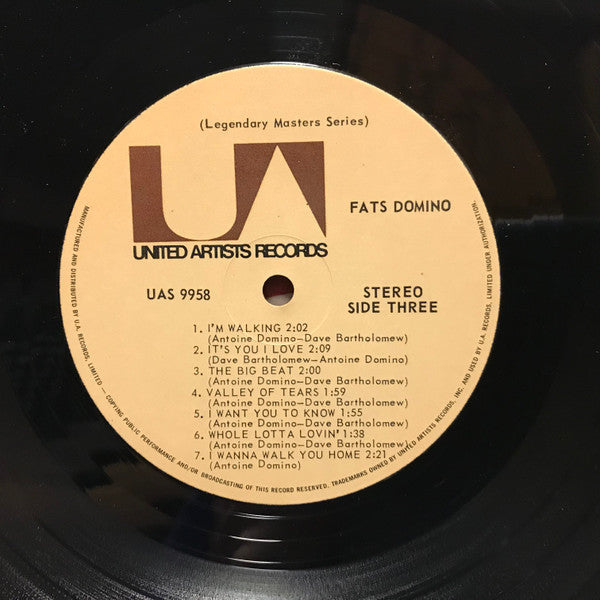 (Legendary Masters Series)
UA
UNITED ARTISTS RECORDS
FATS DOMINO
UAS 9958
STEREO
SIDE THREE
1. I'M WALKING 2:02
(Antoine Domino—Dave Bartholomew)
2. IT'S YOU I LOVE 2:09
(Dave Bartholomew—Antoine Domino)
3. THE BIG BEAT 2:00
(Antoine Domino—Dave Bartholomew)
4. VALLEY OF TEARS 1:59
(Antoine Domino—Dave Bartholomew)
5. I WANT YOU TO KNOW 1:55
(Antoine Domino—Dave Bartholomew)
6. WHOLE LOTTA LOVIN' 1:38
(Antoine Domino—Dave Bartholomew)
7. I WANNA WALK YOU HOME 2:21
(Antoine Domino)
MANUFACTURED AND DISTRIBUTED BY U.A. RECORDS, LIMITED — COPYING PUBLIC PERFORMANCE AND/OR BROADCASTING OF THIS RECORD RESERVED. TRADEMARKS OWNED BY UNITED ARTISTS RECORDS, INC. AND USED BY U.A. RECORDS, LIMITED UNDER AUTHORIZATION.